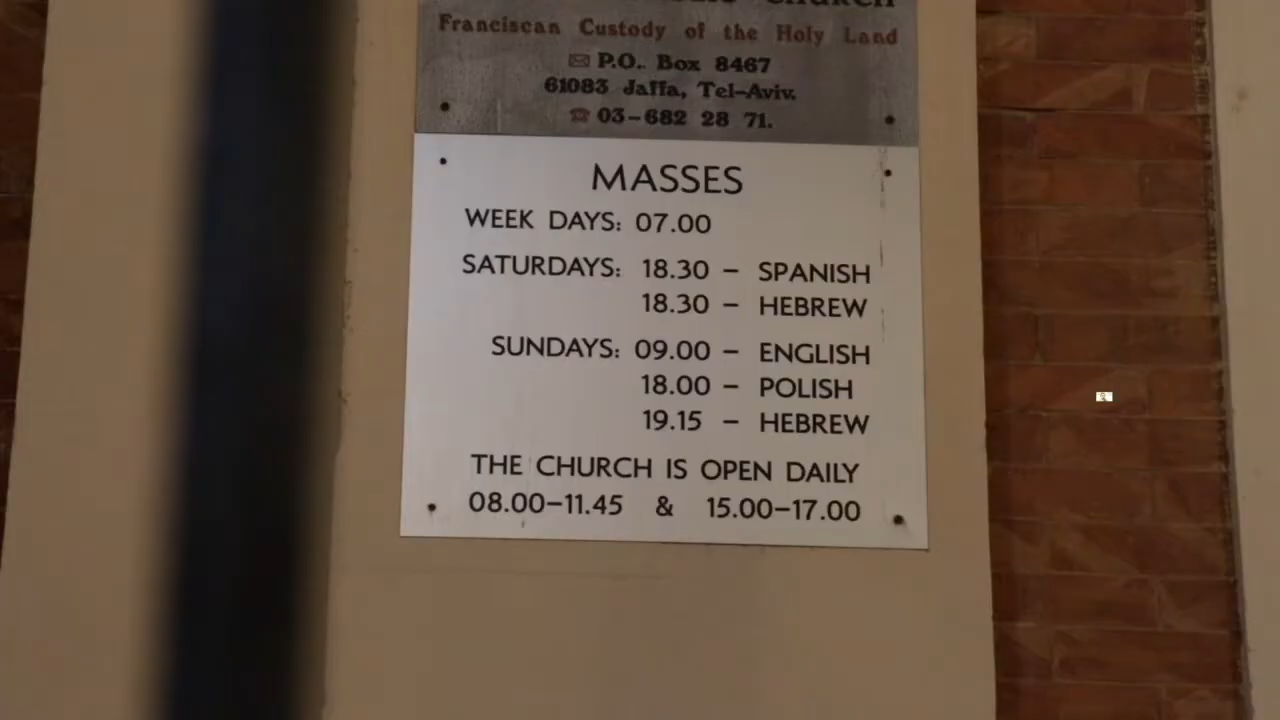 Church
Franciscan Custody of the Holy Land
P.O. Box 8467
61083 Jaffa, Tel-Aviv.
03-682 28 71.
MASSES
WEEK DAYS: 07.00
SATURDAYS: 18.30 – SPANISH
18.30 – HEBREW
SUNDAYS: 09.00 – ENGLISH
18.00 – POLISH
19.15 – HEBREW
THE CHURCH IS OPEN DAILY
08.00–11.45 & 15.00–17.00